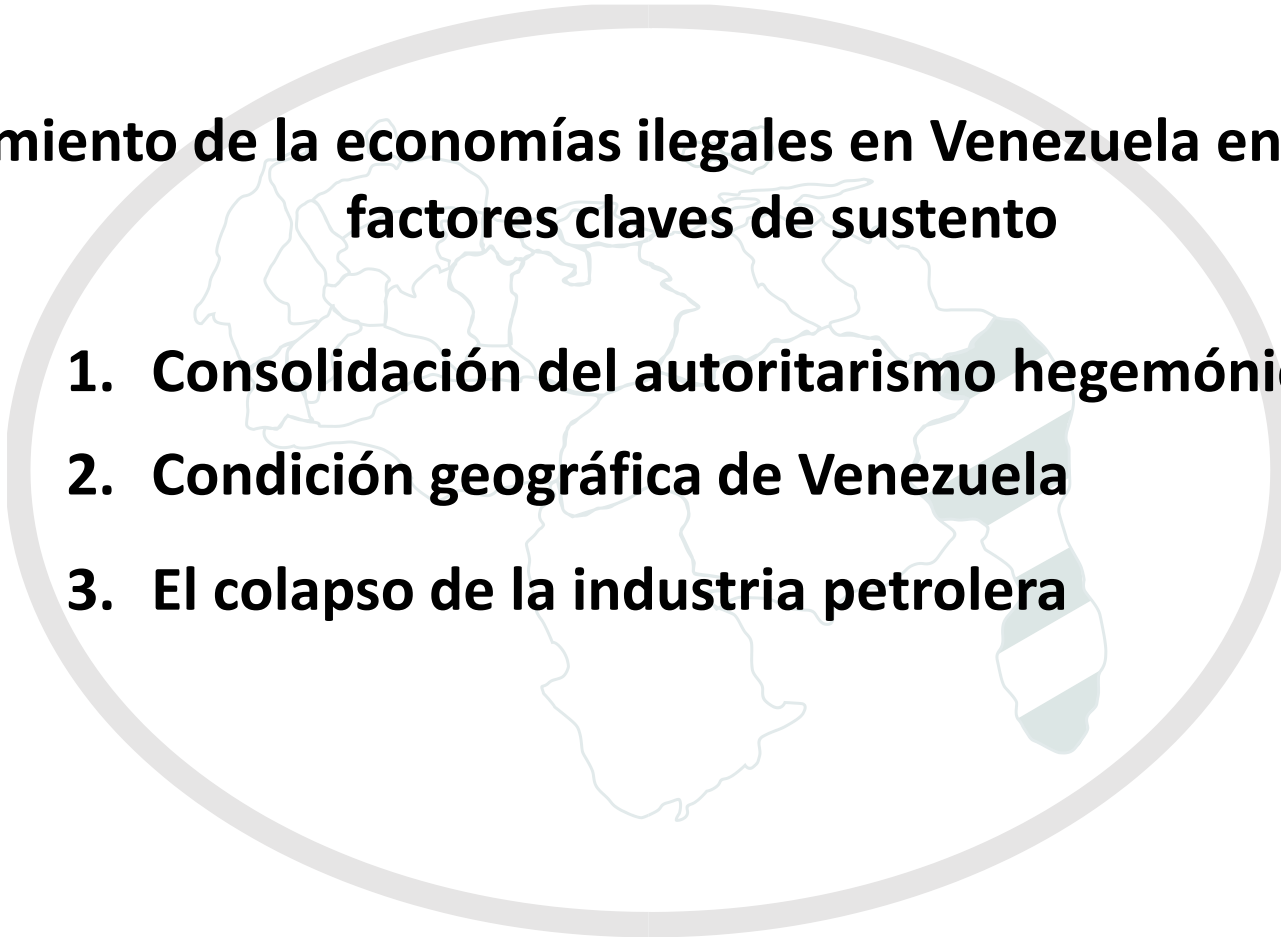 miento de la economías ilegales en Venezuela en
factores claves de sustento
1. Consolidación del autoritarismo hegemóni
2. Condición geográfica de Venezuela
3. El colapso de la industria petrolera